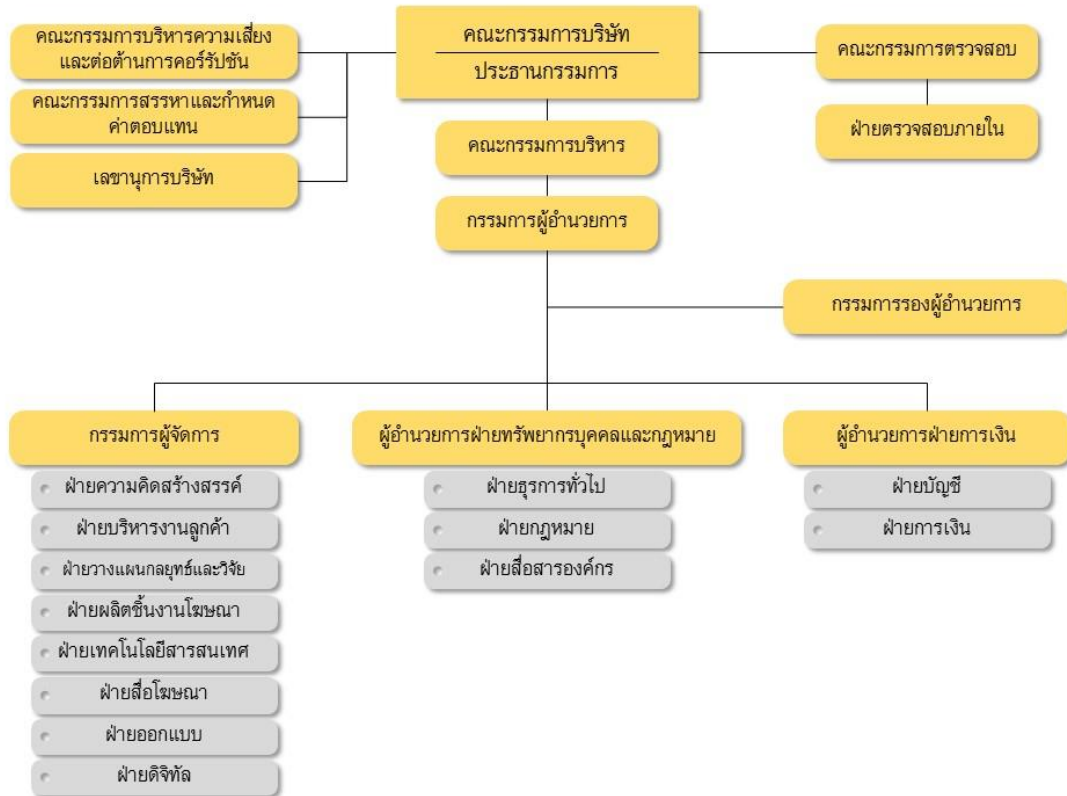 คณะกรรมการบริหารความเสี่ยง
และต่อต้านการคอร์รัปชัน
คณะกรรมการสรรหาและกำหนด
ค่าตอบแทน
เลขานุการบริษัท
คณะกรรมการบริษัท
ประธานกรรมการ
คณะกรรมการตรวจสอบ
ฝ่ายตรวจสอบภายใน
คณะกรรมการบริหาร
กรรมการผู้อำนวยการ
กรรมการรองผู้อำนวยการ
กรรมการผู้จัดการ
ฝ่ายความคิดสร้างสรรค์
ฝ่ายบริหารงานลูกค้า
ฝ่ายวางแผนกลยุทธ์และวิจัย
ฝ่ายผลิตชิ้นงานโฆษณา
ฝ่ายเทคโนโลยีสารสนเทศ
ฝ่ายสื่อโฆษณา
ฝ่ายออกแบบ
ฝ่ายดิจิทัล
ผู้อำนวยการฝ่ายทรัพยากรบุคคลและกฎหมาย
ฝ่ายธุรการทั่วไป
ฝ่ายกฎหมาย
ฝ่ายสื่อสารองค์กร
ผู้อำนวยการฝ่ายการเงิน
ฝ่ายบัญชี
ฝ่ายการเงิน